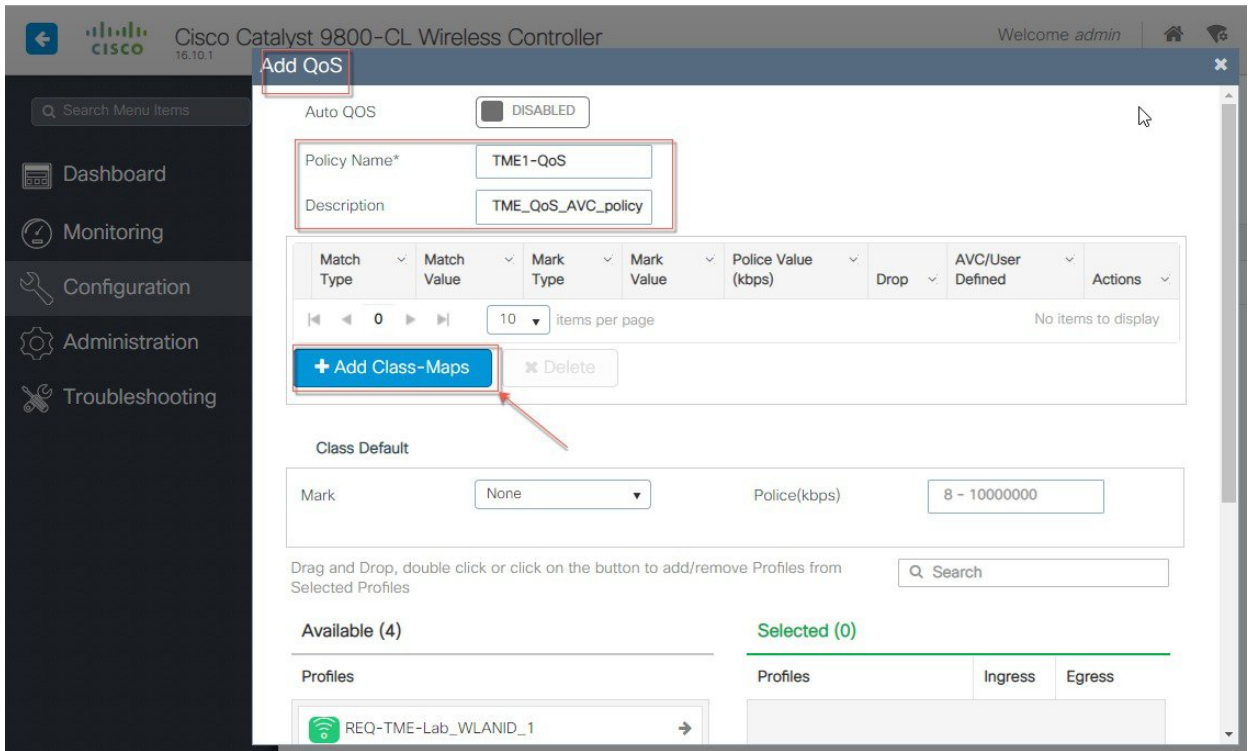 CISCO
Cisco Catalyst 9800-CL Wireless Controller
16.10.1
Welcome admin
Search Menu Items
Dashboard
Monitoring
Configuration
Administration
Troubleshooting
Add QoS
Auto QOS
DISABLED
Policy Name*
TME1-QoS
Description
TME_QoS_AVC_policy
Match Type
Match Value
Mark Type
Mark Value
Police Value (kbps)
Drop
AVC/User Defined
Actions
0
10
items per page
No items to display
+ Add Class-Maps
Delete
Class Default
Mark
None
Police(kbps)
8 - 10000000
Drag and Drop, double click or click on the button to add/remove Profiles from
Selected Profiles
Search
Available (4)
Selected (0)
Profiles
Profiles
Ingress
Egress
REQ-TME-Lab_WLANID_1